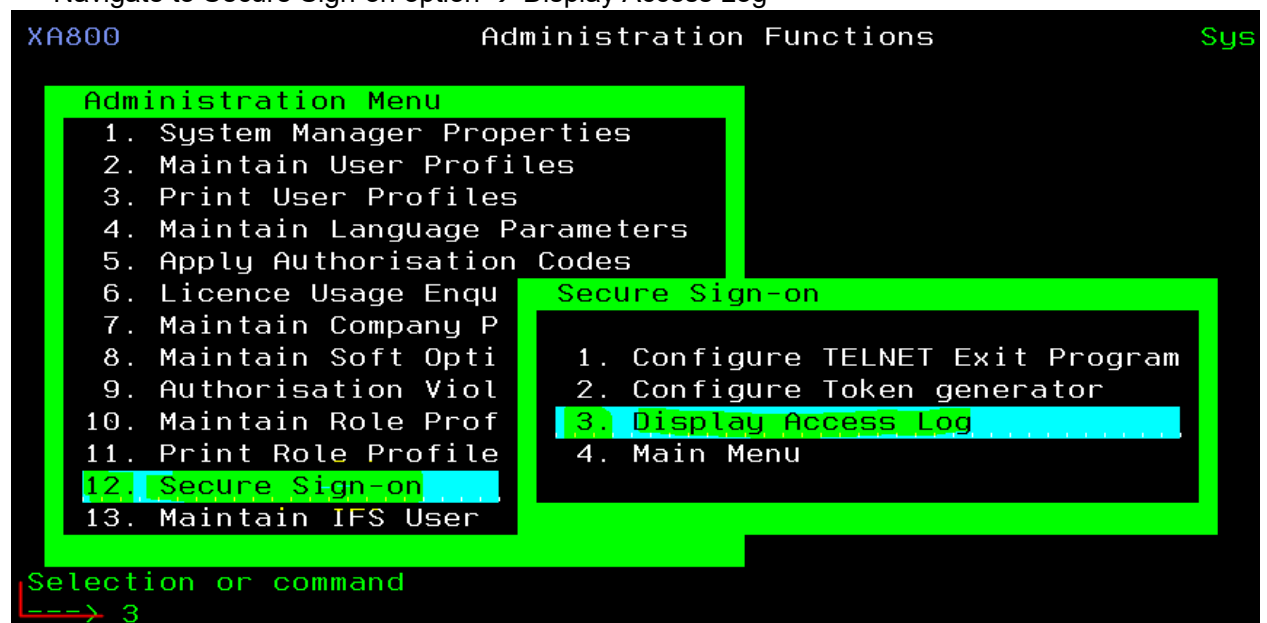 Navigate to Secure Sign-on option → Display Access Log
XA800 Administration Functions Sys
Administration Menu
1. System Manager Properties
2. Maintain User Profiles
3. Print User Profiles
4. Maintain Language Parameters
5. Apply Authorisation Codes
6. Licence Usage Enqu
7. Maintain Company P
8. Maintain Soft Opti
9. Authorisation Viol
10. Maintain Role Prof
11. Print Role Profile
12. Secure Sign-on
13. Maintain IFS User
Secure Sign-on
1. Configure TELNET Exit Program
2. Configure Token generator
3. Display Access Log
4. Main Menu
Selection or command
---> 3